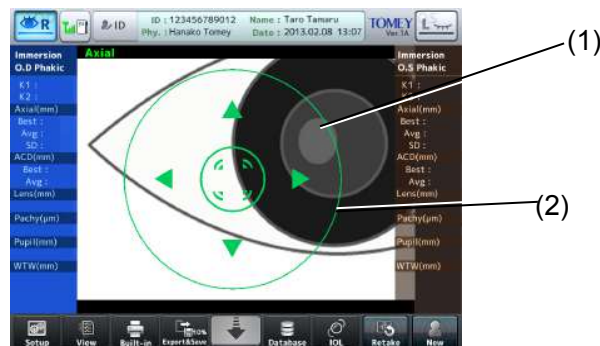 R
ID
ID : 123456789012 Name : Taro Tamaru
Phy. : Hanako Tomey Date : 2013.02.08 13:07
TOMEY
Ver.1A
L
Immersion
O.D Phakic
K1 :
K2 :
Axial(mm)
Best :
Avg :
SD :
ACD(mm)
Best :
Avg :
Lens(mm)
Pachy(μm)
Pupil(mm)
WTW(mm)
Axial
Immersion
O.S Phakic
K1 :
K2 :
Axial(mm)
Best :
Avg :
SD :
ACD(mm)
Best :
Avg :
Lens(mm)
Pachy(μm)
Pupil(mm)
WTW(mm)
(1)
(2)
Setup View Built-in Export&Save Database IOL Retake New